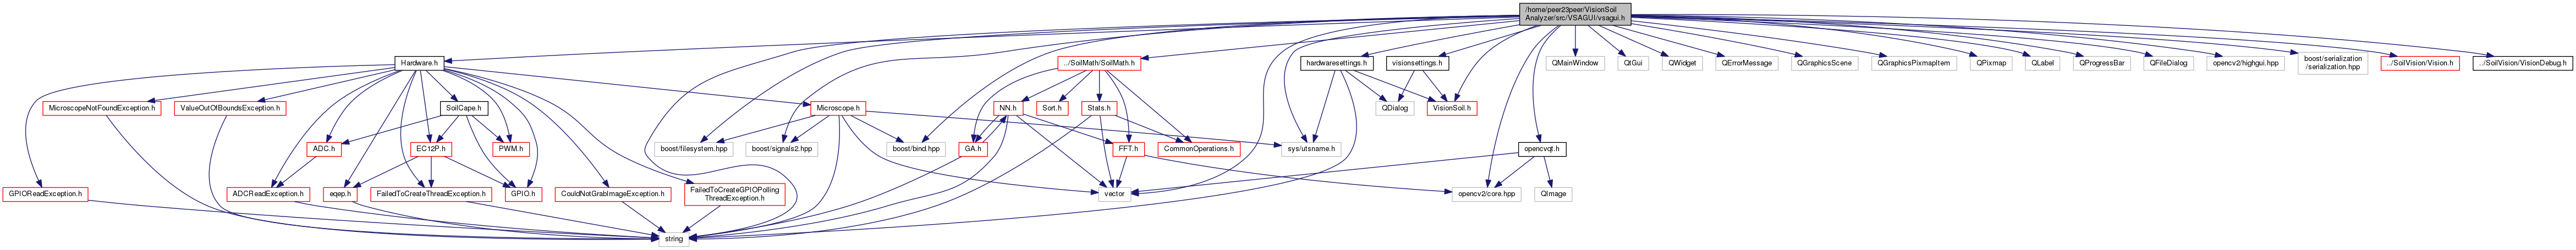 /home/peer23peer/VisionSoil
Analyzer/src/VSAGUI/vsagui.h
Hardware.h
../SoilMath/SoilMath.h
hardwaresettings.h
visionsettings.h
QMainWindow
QtGui
QWidget
QErrorMessage
QGraphicsScene
QGraphicsPixmapItem
QPixmap
QLabel
QProgressBar
QFileDialog
opencv2/highgui.hpp
boost/serialization
/serialization.hpp
../SoilVision/Vision.h
../SoilVision/VisionDebug.h
MicroscopeNotFoundException.h
ValueOutOfBoundsException.h
SoilCape.h
Microscope.h
NN.h
Sort.h
Stats.h
QDialog
VisionSoil.h
ADC.h
EC12P.h
PWM.h
boost/filesystem.hpp
boost/signals2.hpp
boost/bind.hpp
GA.h
FFT.h
CommonOperations.h
sys/utsname.h
opencvqt.h
GPIOReadException.h
ADCReadException.h
eqep.h
FailedToCreateThreadException.h
GPIO.h
CouldNotGrabImageException.h
FailedToCreateGPIOPolling
ThreadException.h
vector
opencv2/core.hpp
QImage
string